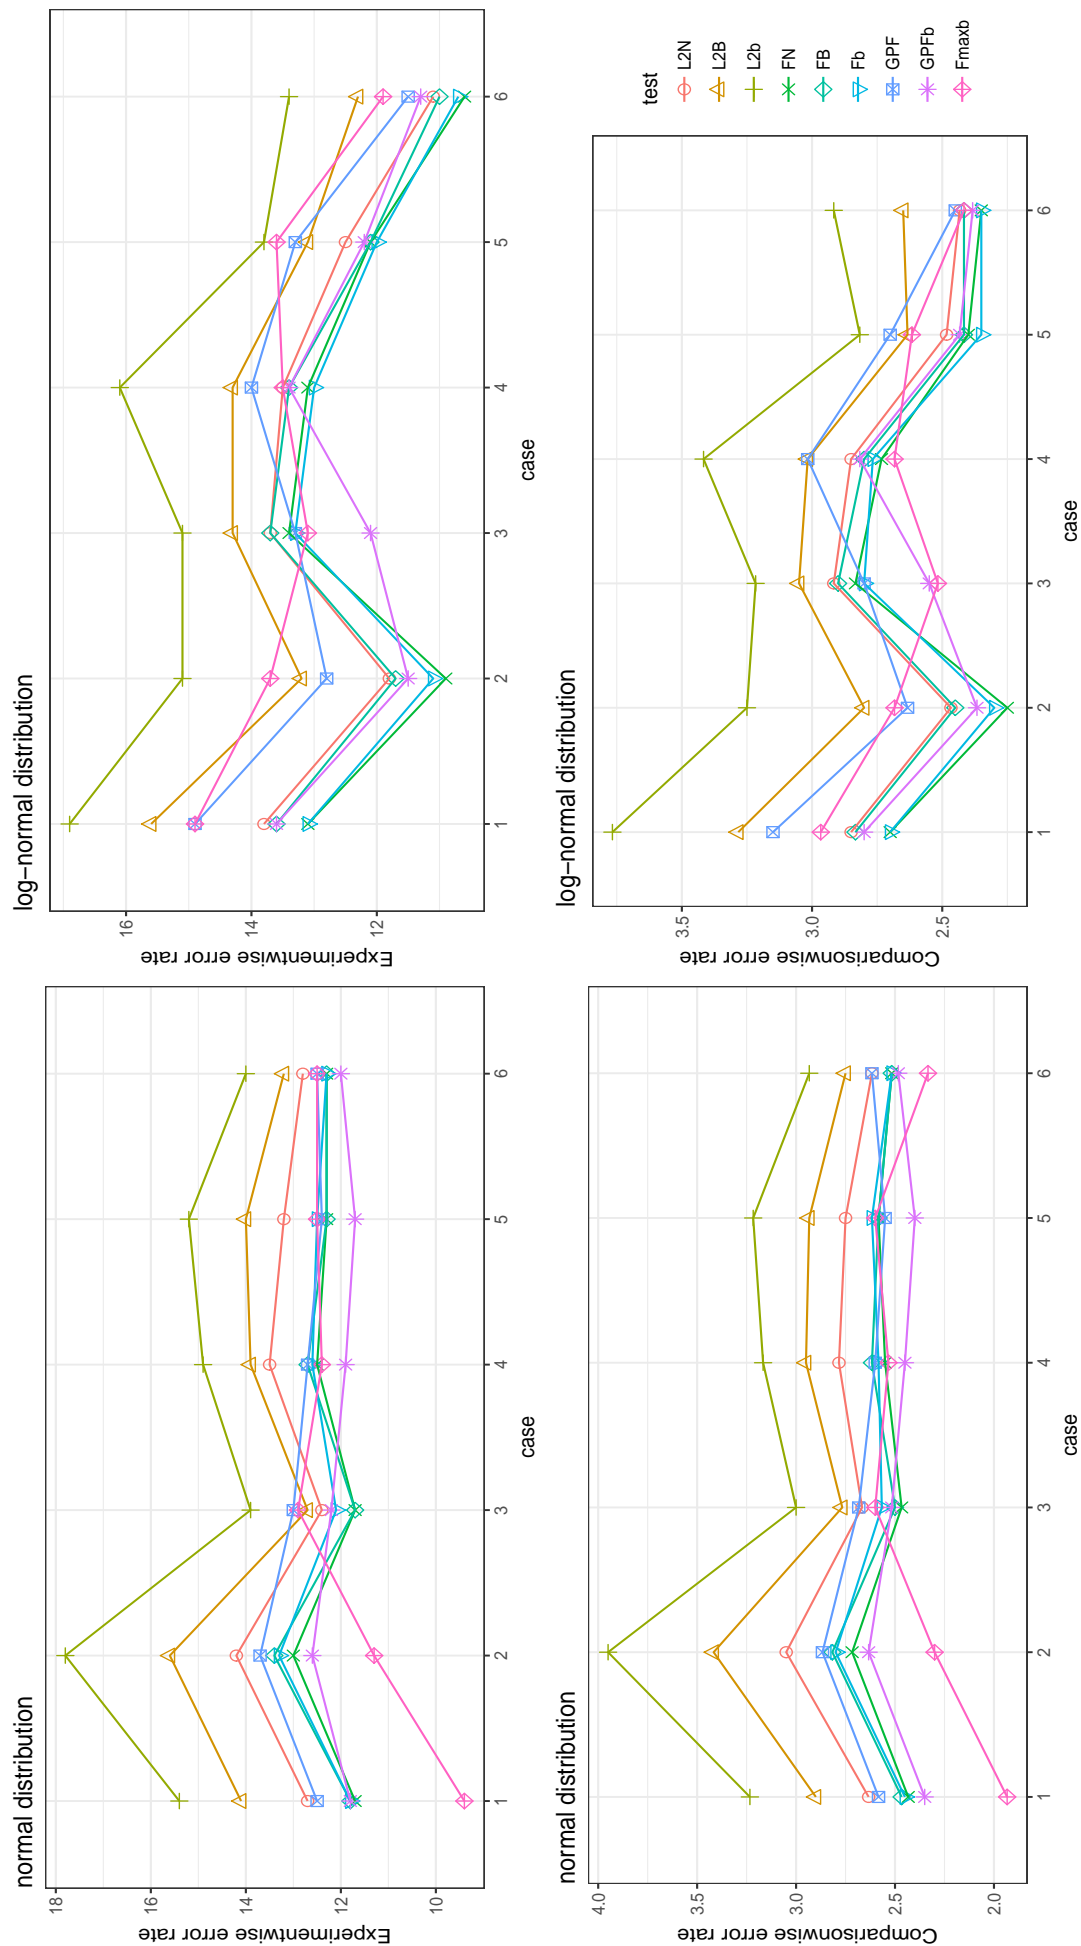 normal distribution
Experimentwise error rate
18
16
14
12
10
1
2
3
4
5
6
case
log−normal distribution
Experimentwise error rate
16
14
12
1
2
3
4
5
6
case
normal distribution
Comparisonwise error rate
4.0
3.5
3.0
2.5
2.0
1
2
3
4
5
6
case
log−normal distribution
Comparisonwise error rate
3.5
3.0
2.5
1
2
3
4
5
6
case
test
L2N
L2B
L2b
FN
FB
Fb
GPF
GPFb
Fmaxb